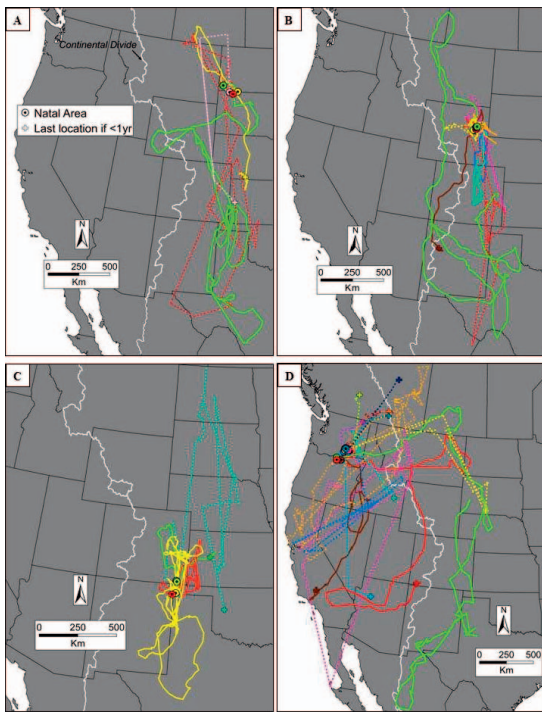 A
Continental Divide
Natal Area
Last location if <1yr
N
0 250 500
Km
B
N
0 250 500
Km
C
N
0 250 500
Km
D
N
0 250 500
Km